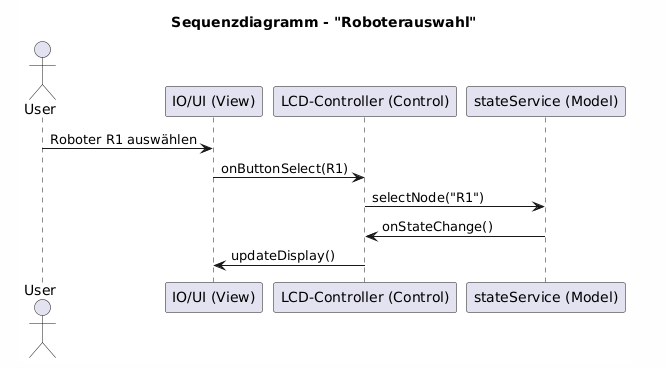 Sequenzdiagramm - "Roboterauswahl"
User
IO/UI (View)
LCD-Controller (Control)
stateService (Model)
Roboter R1 auswählen
onButtonSelect(R1)
selectNode("R1")
onStateChange()
updateDisplay()
User
IO/UI (View)
LCD-Controller (Control)
stateService (Model)